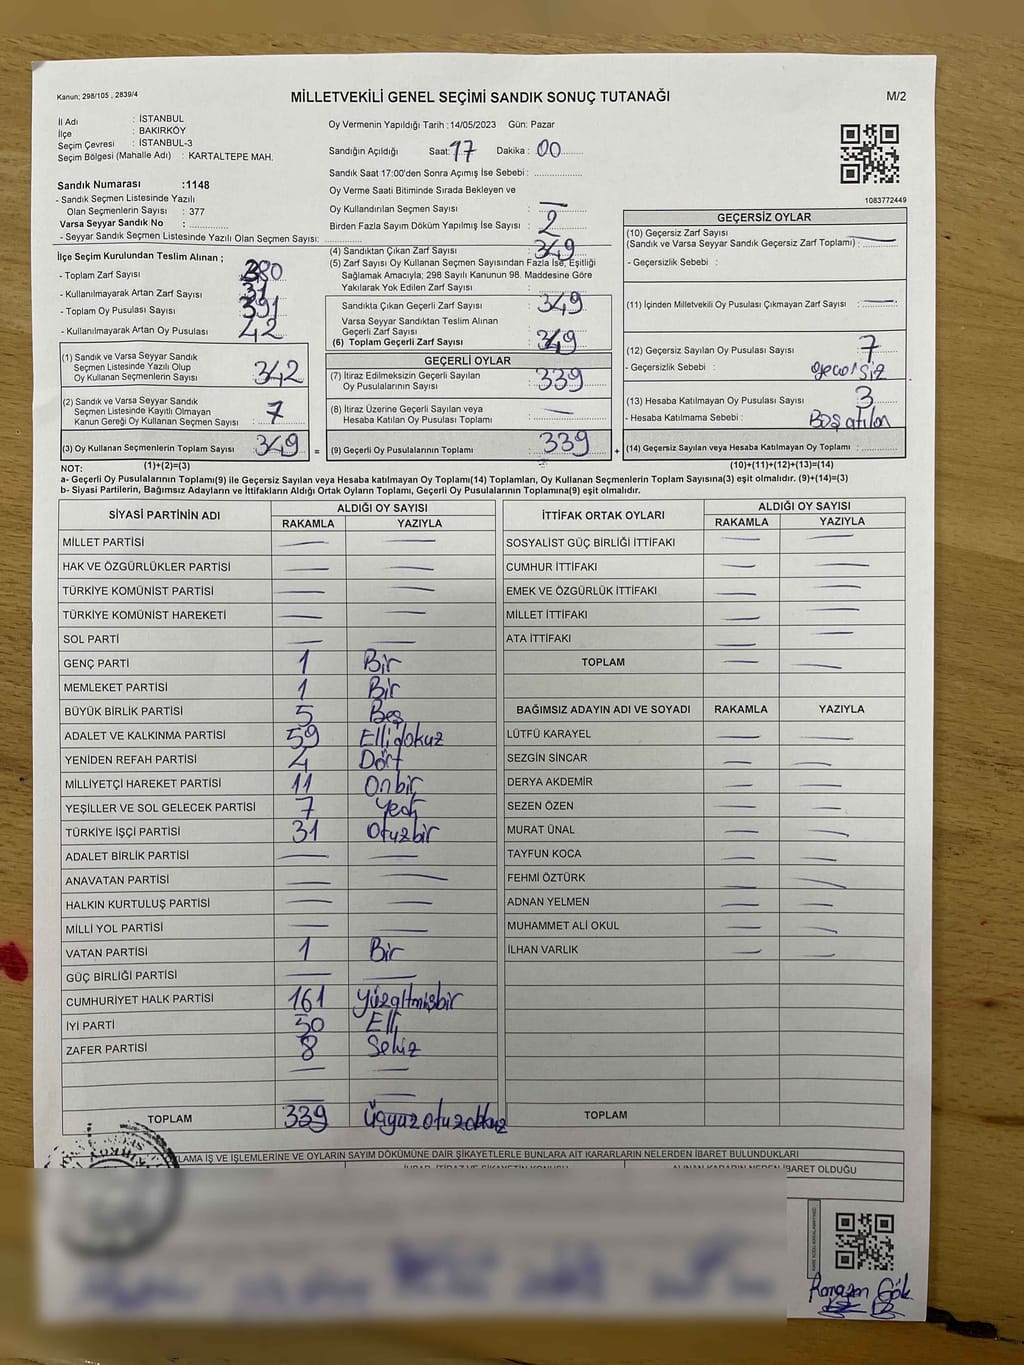 Kanun; 298/105 , 2839/4
MİLLETVEKİLİ GENEL SEÇİMİ SANDIK SONUÇ TUTANAĞI
M/2
İl Adı : İSTANBUL
İlçe : BAKIRKÖY
Seçim Çevresi : İSTANBUL-3
Seçim Bölgesi (Mahalle Adı) : KARTALTEPE MAH.
Sandık Numarası :1148
- Sandık Seçmen Listesinde Yazılı
Olan Seçmenlerin Sayısı : 377
Varsa Seyyar Sandık No :
- Seyyar Sandık Seçmen Listesinde Yazılı Olan Seçmen Sayısı:
Oy Vermenin Yapıldığı Tarih : 14/05/2023 Gün: Pazar
Sandığın Açıldığı Saat: 17 Dakika : 00
Sandık Saat 17:00'den Sonra Açımış İse Sebebi :
Oy Verme Saati Bitiminde Sırada Bekleyen ve
Oy Kullandırılan Seçmen Sayısı : —
Birden Fazla Sayım Döküm Yapılmış İse Sayısı : 2
1083772449
İlçe Seçim Kurulundan Teslim Alınan ;
- Toplam Zarf Sayısı : 380
- Kullanılmayarak Artan Zarf Sayısı : 31
- Toplam Oy Pusulası Sayısı : 391
- Kullanılmayarak Artan Oy Pusulası : 42
(1) Sandık ve Varsa Seyyar Sandık
Seçmen Listesinde Yazılı Olup
Oy Kullanan Seçmenlerin Sayısı : 342
(2) Sandık ve Varsa Seyyar Sandık
Seçmen Listesinde Kayıtlı Olmayan
Kanun Gereği Oy Kullanan Seçmen Sayısı : 7
(3) Oy Kullanan Seçmenlerin Toplam Sayısı : 349 =
(4) Sandıktan Çıkan Zarf Sayısı : 349
(5) Zarf Sayısı Oy Kullanan Seçmen Sayısından Fazla İse, Eşitliği
Sağlamak Amacıyla; 298 Sayılı Kanunun 98. Maddesine Göre
Yakılarak Yok Edilen Zarf Sayısı :
Sandıkta Çıkan Geçerli Zarf Sayısı : 349
Varsa Seyyar Sandıktan Teslim Alınan
Geçerli Zarf Sayısı :
(6) Toplam Geçerli Zarf Sayısı : 349
GEÇERLİ OYLAR
(7) İtiraz Edilmeksizin Geçerli Sayılan
Oy Pusulalarının Sayısı : 339
(8) İtiraz Üzerine Geçerli Sayılan veya
Hesaba Katılan Oy Pusulaları Toplamı : —
(9) Geçerli Oy Pusulalarının Toplamı : 339 +
GEÇERSİZ OYLAR
(10) Geçersiz Zarf Sayısı
(Sandık ve Varsa Seyyar Sandık Geçersiz Zarf Toplamı) : —
- Geçersizlik Sebebi :
(11) İçinden Milletvekili Oy Pusulası Çıkmayan Zarf Sayısı : —
(12) Geçersiz Sayılan Oy Pusulası Sayısı : 7
- Geçersizlik Sebebi : gecersiz
(13) Hesaba Katılmayan Oy Pusulası Sayısı : 3
- Hesaba Katılmama Sebebi : Boş atılan
(14) Geçersiz Sayılan veya Hesaba Katılmayan Oy Toplamı :
NOT: (1)+(2)=(3) (10)+(11)+(12)+(13)=(14)
a- Geçerli Oy Pusulalarının Toplamı(9) ile Geçersiz Sayılan veya Hesaba katılmayan Oy Toplamı(14) Toplamları, Oy Kullanan Seçmenlerin Toplam Sayısına(3) eşit olmalıdır. (9)+(14)=(3)
b- Siyasi Partilerin, Bağımsız Adayların ve İttifakların Aldığı Ortak Oyların Toplamı, Geçerli Oy Pusulalarının Toplamına(9) eşit olmalıdır.
SİYASİ PARTİNİN ADI ALDIĞI OY SAYISI
RAKAMLA YAZIYLA
MİLLET PARTİSİ — —
HAK VE ÖZGÜRLÜKLER PARTİSİ — —
TÜRKİYE KOMÜNİST PARTİSİ — —
TÜRKİYE KOMÜNİST HAREKETİ — —
SOL PARTİ — —
GENÇ PARTİ 1 Bir
MEMLEKET PARTİSİ 1 Bir
BÜYÜK BİRLİK PARTİSİ 5 Beş
ADALET VE KALKINMA PARTİSİ 59 Ellidokuz
YENİDEN REFAH PARTİSİ 4 Dört
MİLLİYETÇİ HAREKET PARTİSİ 11 Onbir
YEŞİLLER VE SOL GELECEK PARTİSİ 7 Yedi
TÜRKİYE İŞÇİ PARTİSİ 31 Otuzbir
ADALET BİRLİK PARTİSİ — —
ANAVATAN PARTİSİ — —
HALKIN KURTULUŞ PARTİSİ — —
MİLLİ YOL PARTİSİ — —
VATAN PARTİSİ 1 Bir
GÜÇ BİRLİĞİ PARTİSİ — —
CUMHURİYET HALK PARTİSİ 161 Yüzaltmışbir
İYİ PARTİ 50 Elli
ZAFER PARTİSİ 8 Sekiz
— —
— —
TOPLAM 339 Üçyüzotuzdokuz
İTTİFAK ORTAK OYLARI ALDIĞI OY SAYISI
RAKAMLA YAZIYLA
SOSYALİST GÜÇ BİRLİĞİ İTTİFAKI — —
CUMHUR İTTİFAKI — —
EMEK VE ÖZGÜRLÜK İTTİFAKI — —
MİLLET İTTİFAKI — —
ATA İTTİFAKI — —
TOPLAM — —
BAĞIMSIZ ADAYIN ADI VE SOYADI RAKAMLA YAZIYLA
LÜTFÜ KARAYEL — —
SEZGİN SİNCAR — —
DERYA AKDEMİR — —
SEZEN ÖZEN — —
MURAT ÜNAL — —
TAYFUN KOCA — —
FEHMİ ÖZTÜRK — —
ADNAN YELMEN — —
MUHAMMET ALİ OKUL — —
İLHAN VARLIK — —
TOPLAM
LAMA İŞ VE İŞLEMLERİNE VE OYLARIN SAYIM DÖKÜMÜNE DAİR ŞİKAYETLERLE BUNLARA AİT KARARLARIN NELERDEN İBARET BULUNDUKLARI
ALINAN KARARIN NEDEN İBARET OLDUĞU
Ramazan Gök